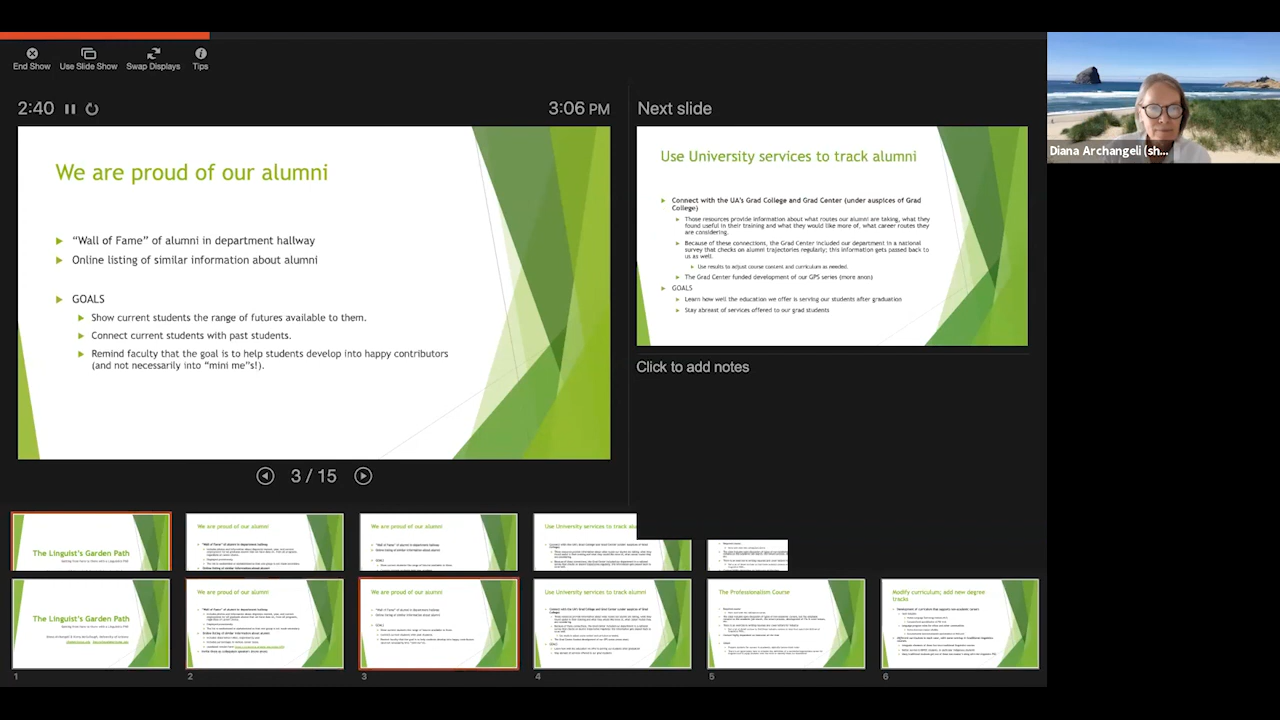 End Show
Use Slide Show
Swap Displays
Tips
2:40
3:06 PM
We are proud of our alumni
"Wall of Fame" of alumni in department hallway
Online listing of similar information about alumni
GOALS
Show current students the range of futures available to them.
Connect current students with past students.
Remind faculty that the goal is to help students develop into happy contributors
(and not necessarily into "mini me"s!).
3 / 15
Next slide
Use University services to track alumni
Connect with the UA's Grad College and Grad Center (under auspices of Grad
College)
Those resources provide information about what routes our alumni are taking, what they
found useful in their training and what they would like more of, what career routes they
are considering.
Because of these connections, the Grad Center included our department in a national
survey that checks on alumni trajectories regularly; this information gets passed back to
us as well.
Use results to adjust course content and curriculum as needed.
The Grad Center funded development of our GPS series (more anon)
GOALS
Learn how well the education we offer is serving our students after graduation
Stay abreast of services offered to our grad students
Click to add notes
Diana Archangeli (sh...
The Linguist's Garden Path
We are proud of our alumni
We are proud of our alumni
Use University services to track alu
The Linguist's Garden Path
We are proud of our alumni
We are proud of our alumni
Use University services to track alumni
The Professionalism Course
Modify curriculum; add new degree
tracks
1
2
3
4
5
6